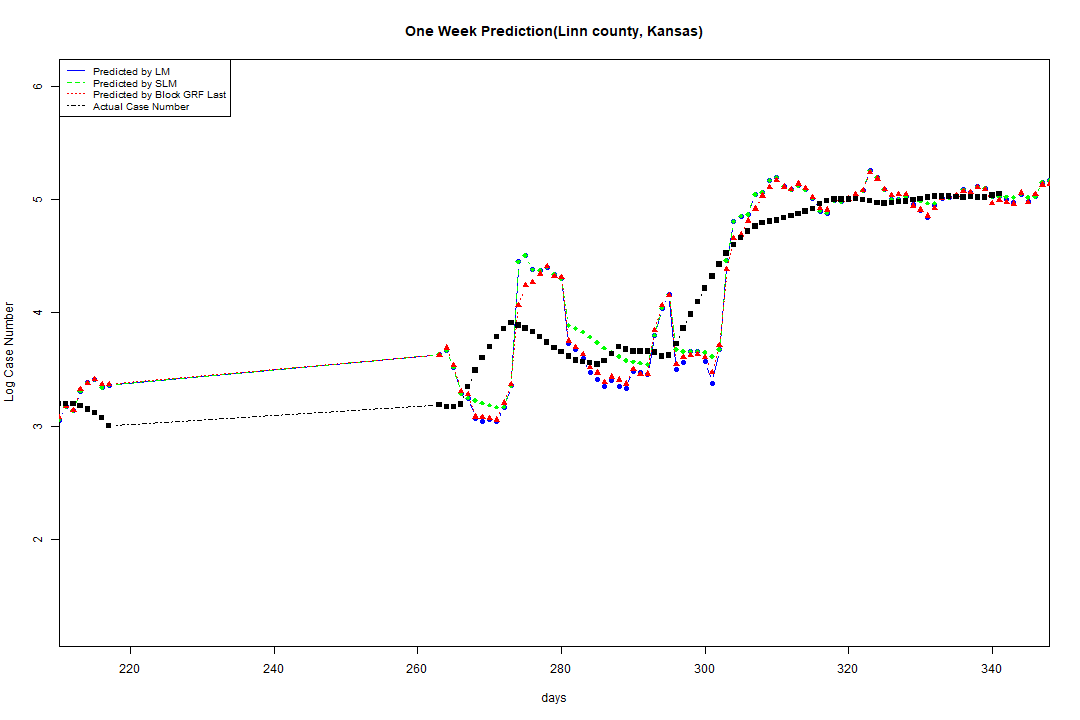 One Week Prediction(Linn county, Kansas)
Predicted by LM
Predicted by SLM
Predicted by Block GRF Last
Actual Case Number
6
5
4
3
2
Log Case Number
220 240 260 280 300 320 340
days